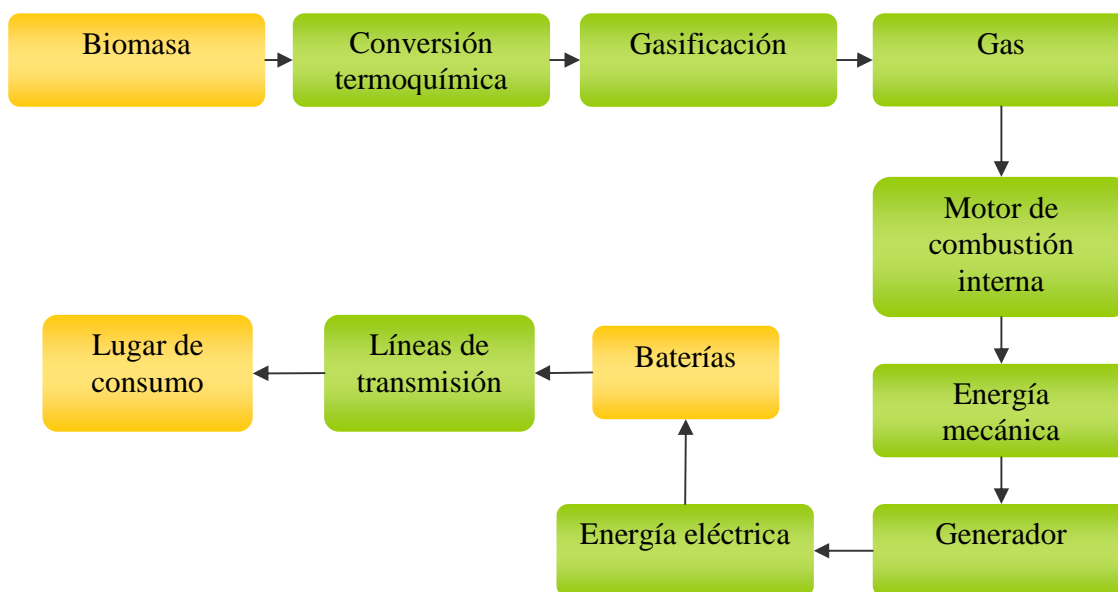 Biomasa
Conversión
termoquímica
Gasificación
Gas
Motor de
combustión
interna
Energía
mecánica
Generador
Energía eléctrica
Baterías
Líneas de
transmisión
Lugar de
consumo